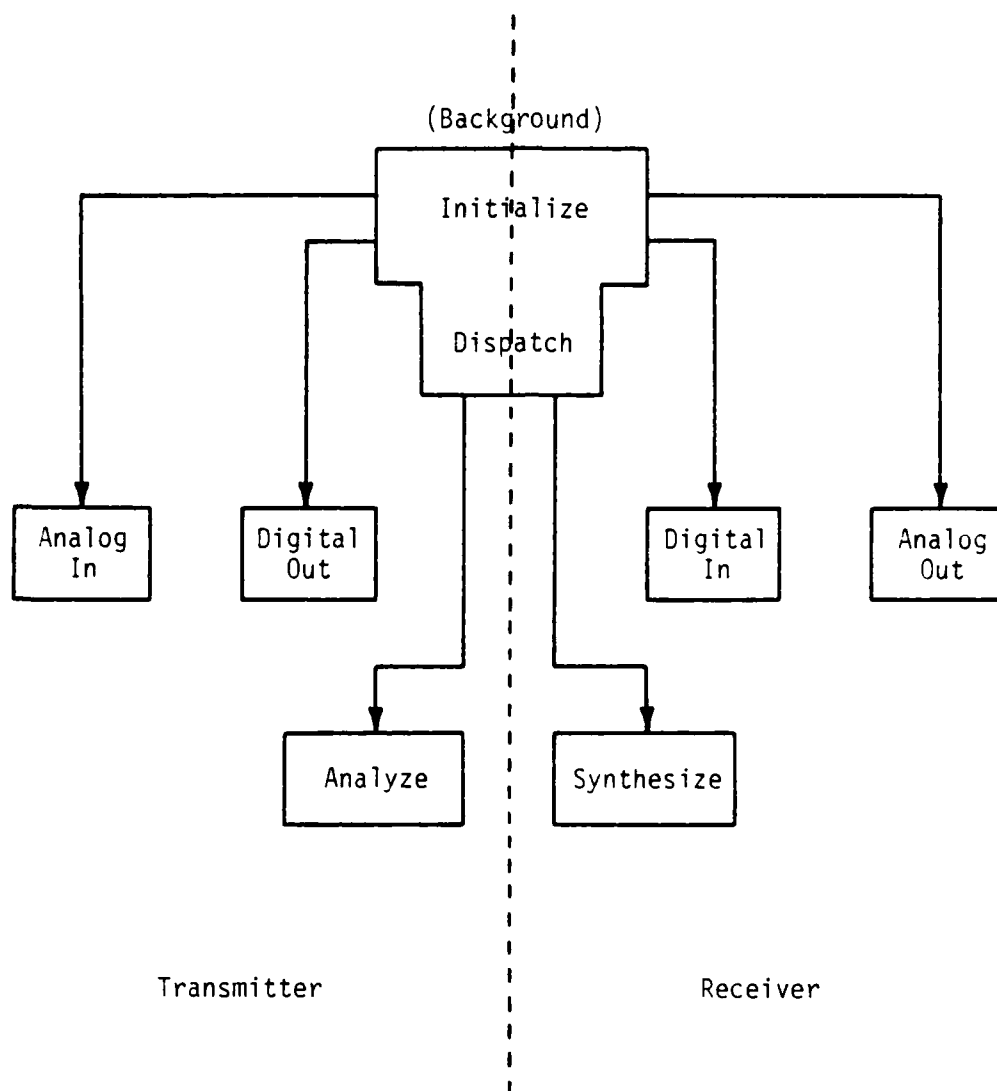 (Background)
Initialize
Dispatch
Analog
In
Digital
Out
Digital
In
Analog
Out
Analyze
Synthesize
Transmitter
Receiver